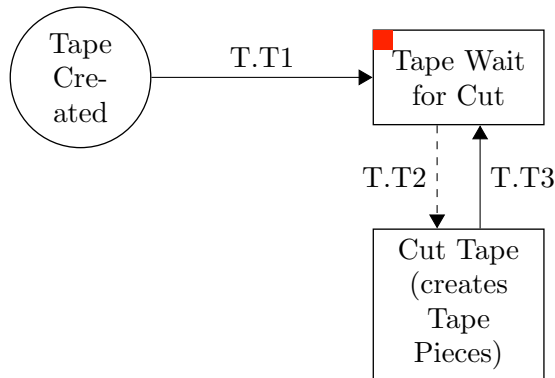 Tape
Cre-
ated
T.T1
Tape Wait
for Cut
T.T2
T.T3
Cut Tape
(creates
Tape
Pieces)